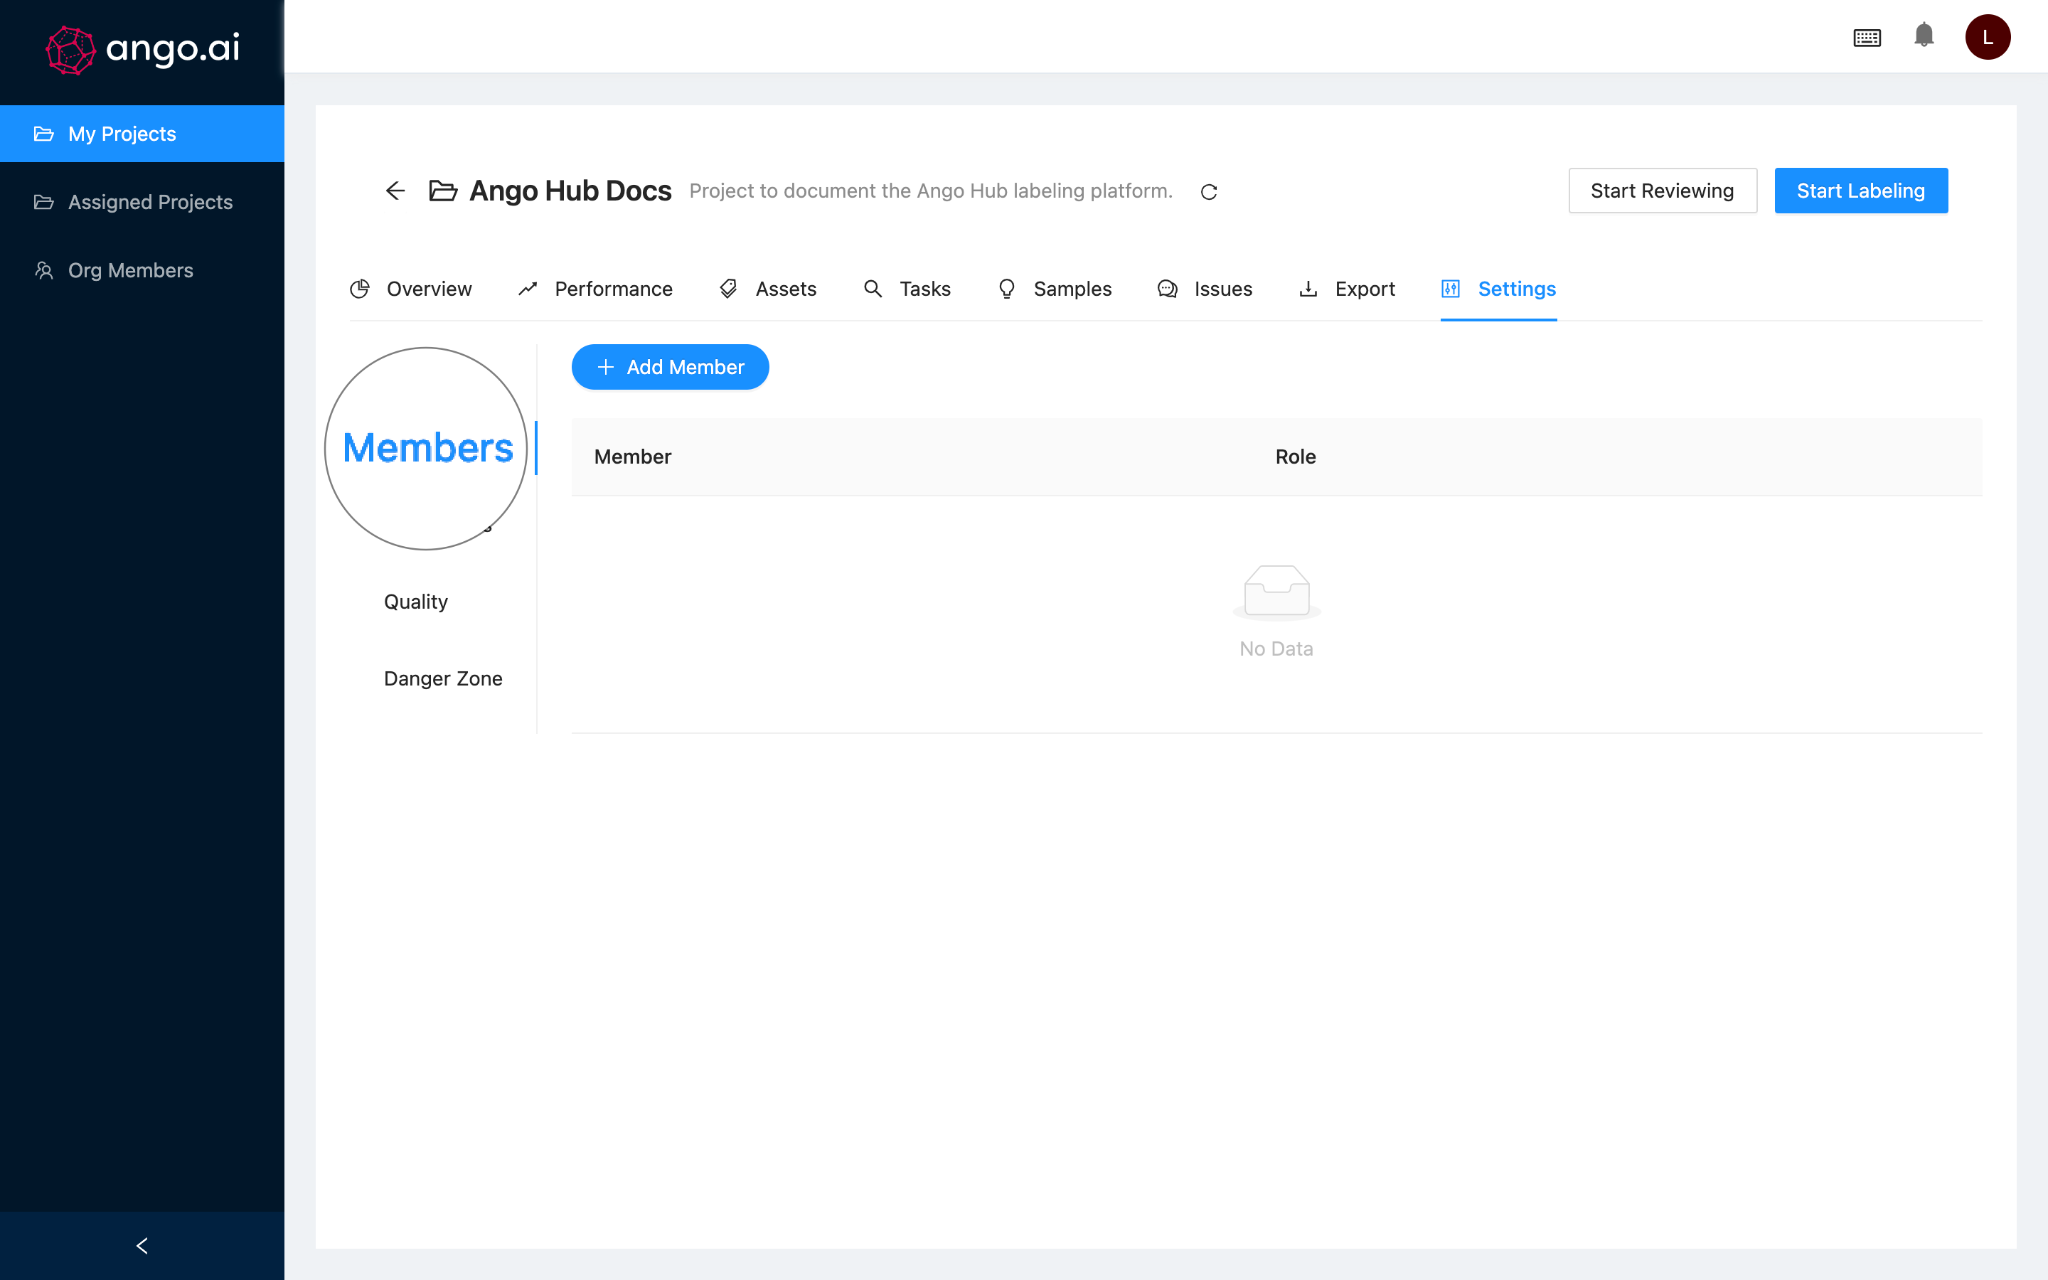 ango.ai
L
My Projects
Assigned Projects
Org Members
Ango Hub Docs Project to document the Ango Hub labeling platform.
Start Reviewing
Start Labeling
Overview Performance Assets Tasks Samples Issues Export Settings
Add Member
Members
Member Role
Quality
No Data
Danger Zone